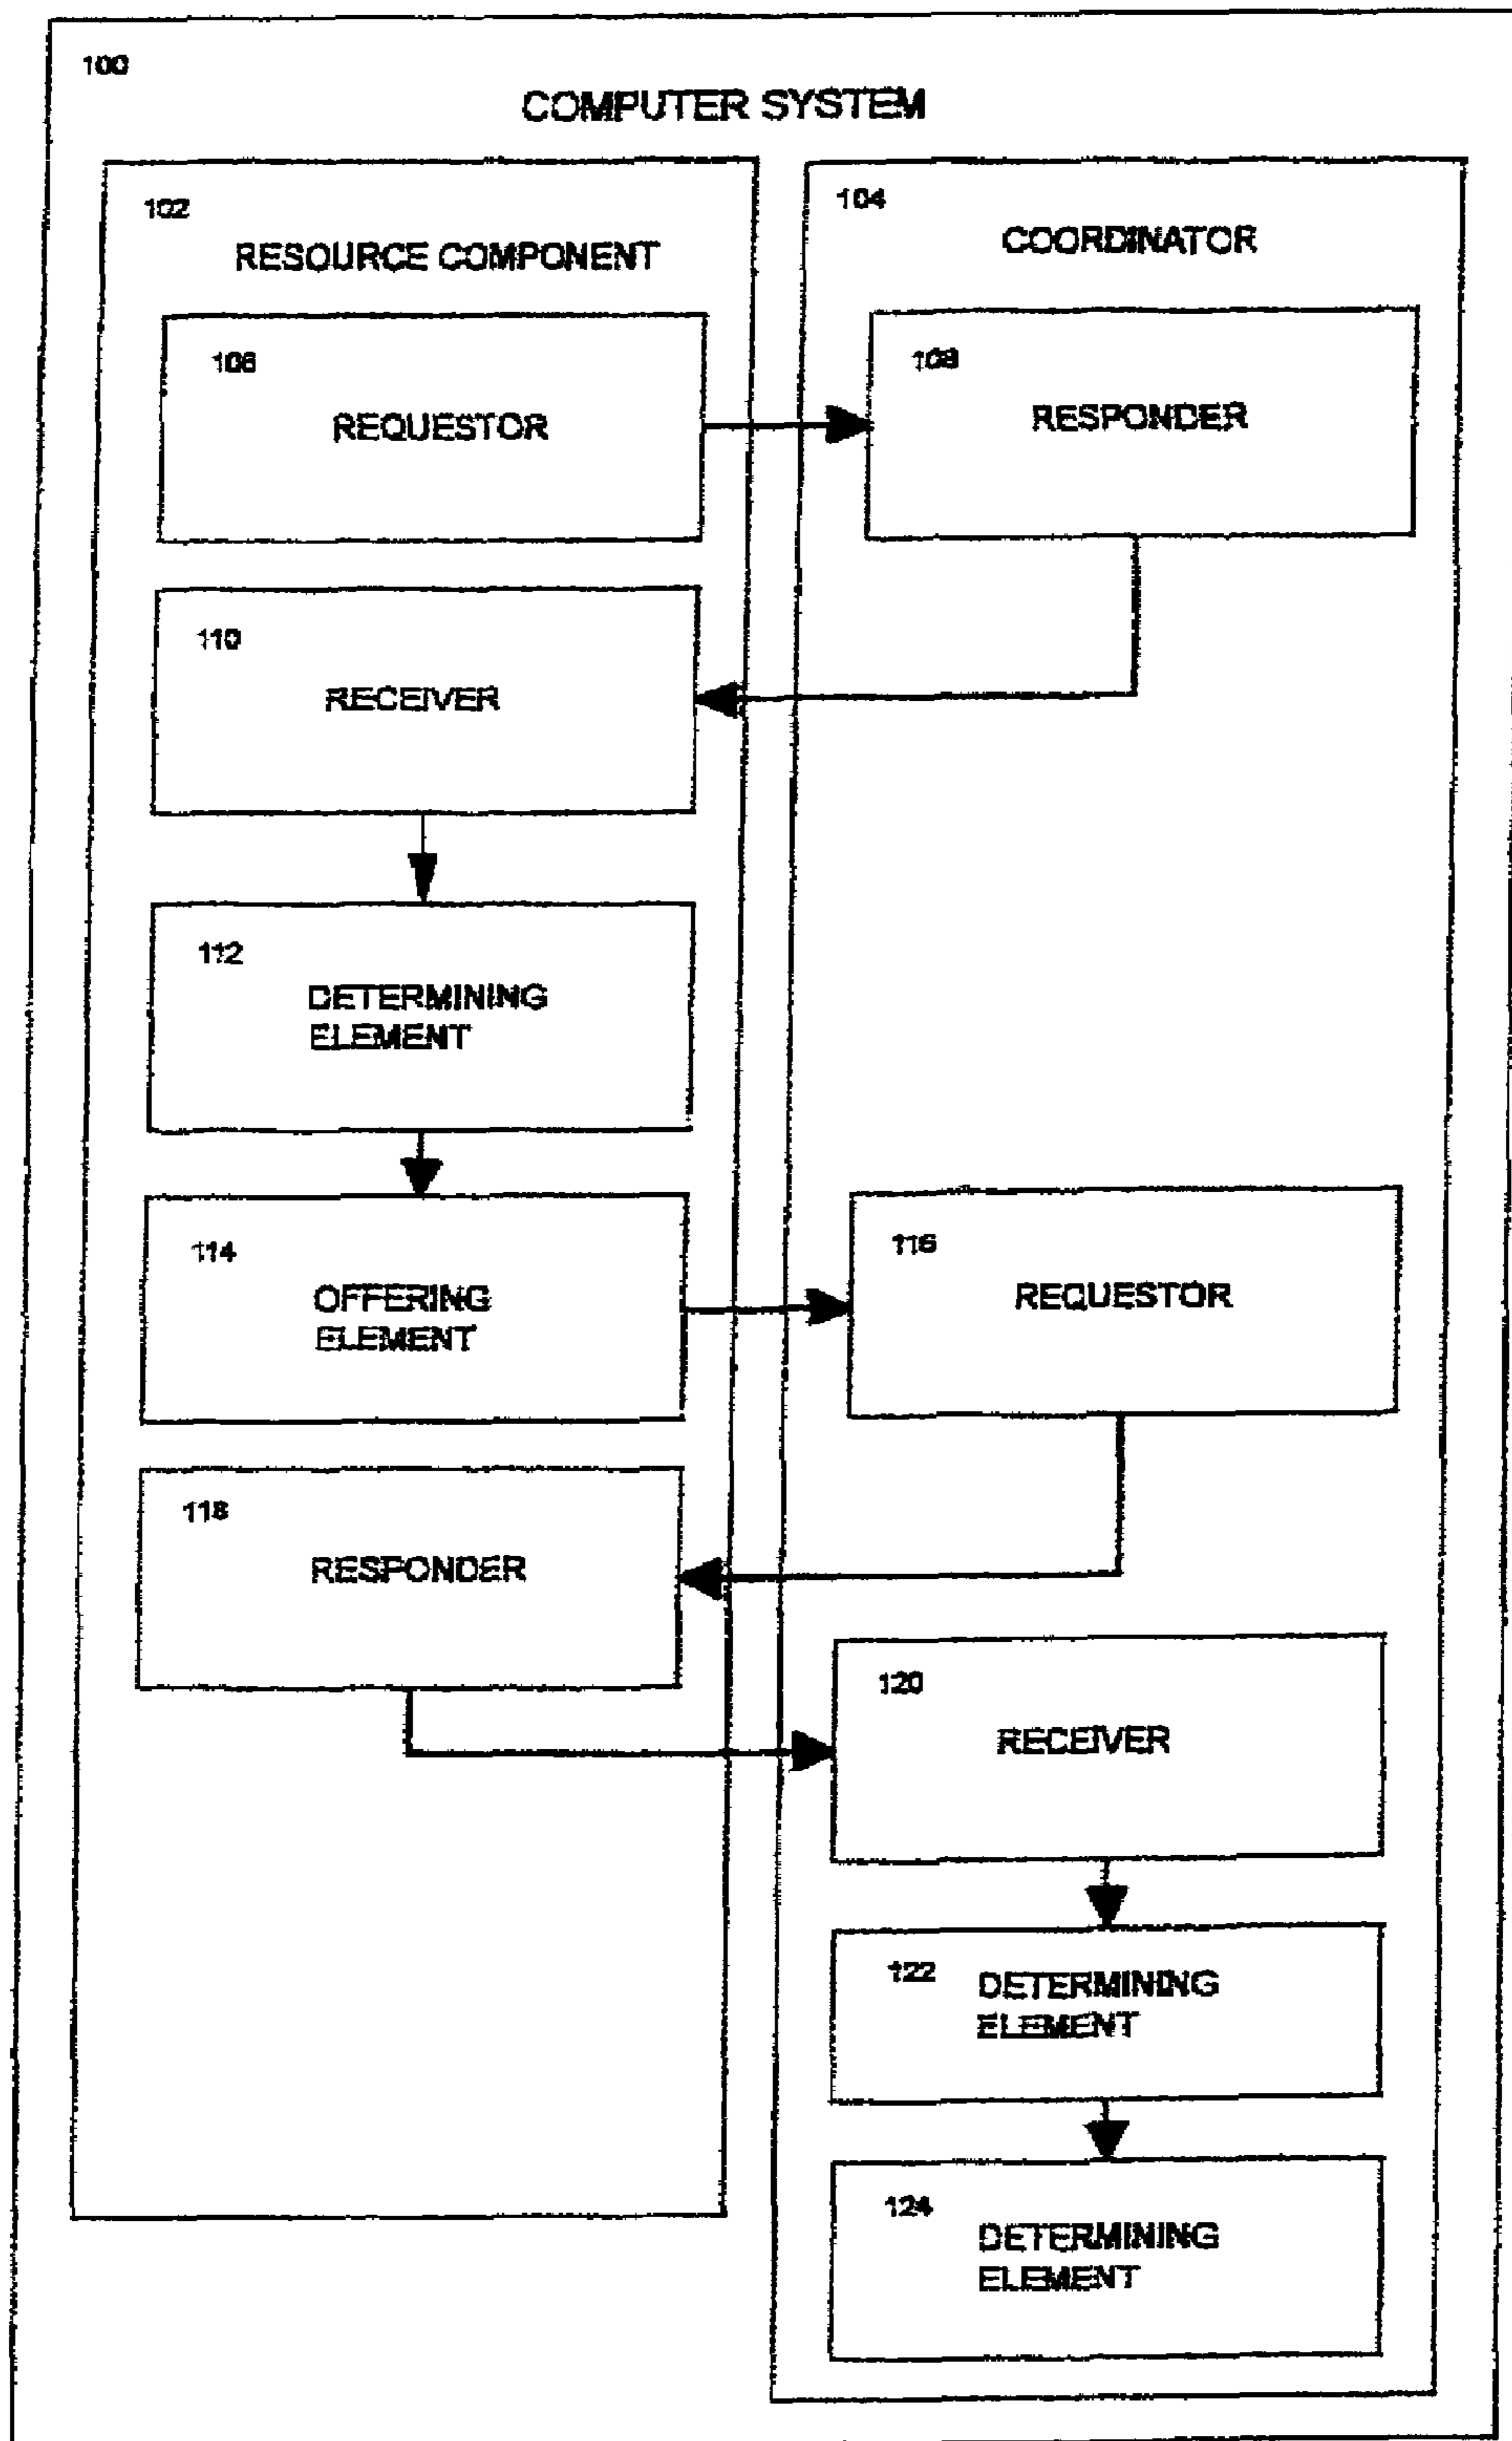 100
COMPUTER SYSTEM
102
RESOURCE COMPONENT
104
COORDINATOR
106
REQUESTOR
108
RESPONDER
110
RECEIVER
112
DETERMINING
ELEMENT
114
OFFERING
ELEMENT
116
REQUESTOR
118
RESPONDER
120
RECEIVER
122
DETERMINING
ELEMENT
124
DETERMINING
ELEMENT